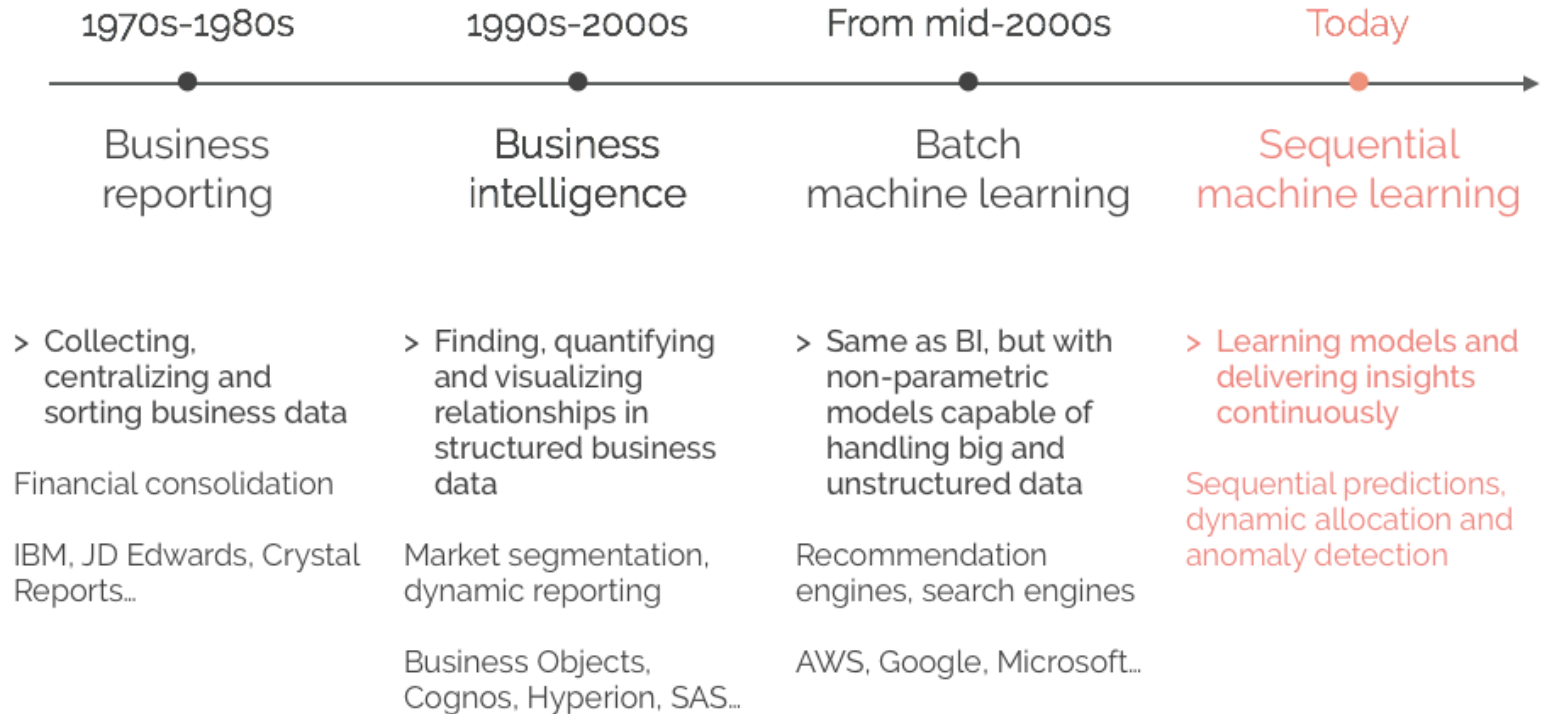 1970s-1980s
1990s-2000s
From mid-2000s
Today
Business
reporting
Business
intelligence
Batch
machine learning
Sequential
machine learning
> Collecting,
centralizing and
sorting business data
Financial consolidation
IBM, JD Edwards, Crystal
Reports…
> Finding, quantifying
and visualizing
relationships in
structured business
data
Market segmentation,
dynamic reporting
Business Objects,
Cognos, Hyperion, SAS…
> Same as BI, but with
non-parametric
models capable of
handling big and
unstructured data
Recommendation
engines, search engines
AWS, Google, Microsoft…
> Learning models and
delivering insights
continuously
Sequential predictions,
dynamic allocation and
anomaly detection